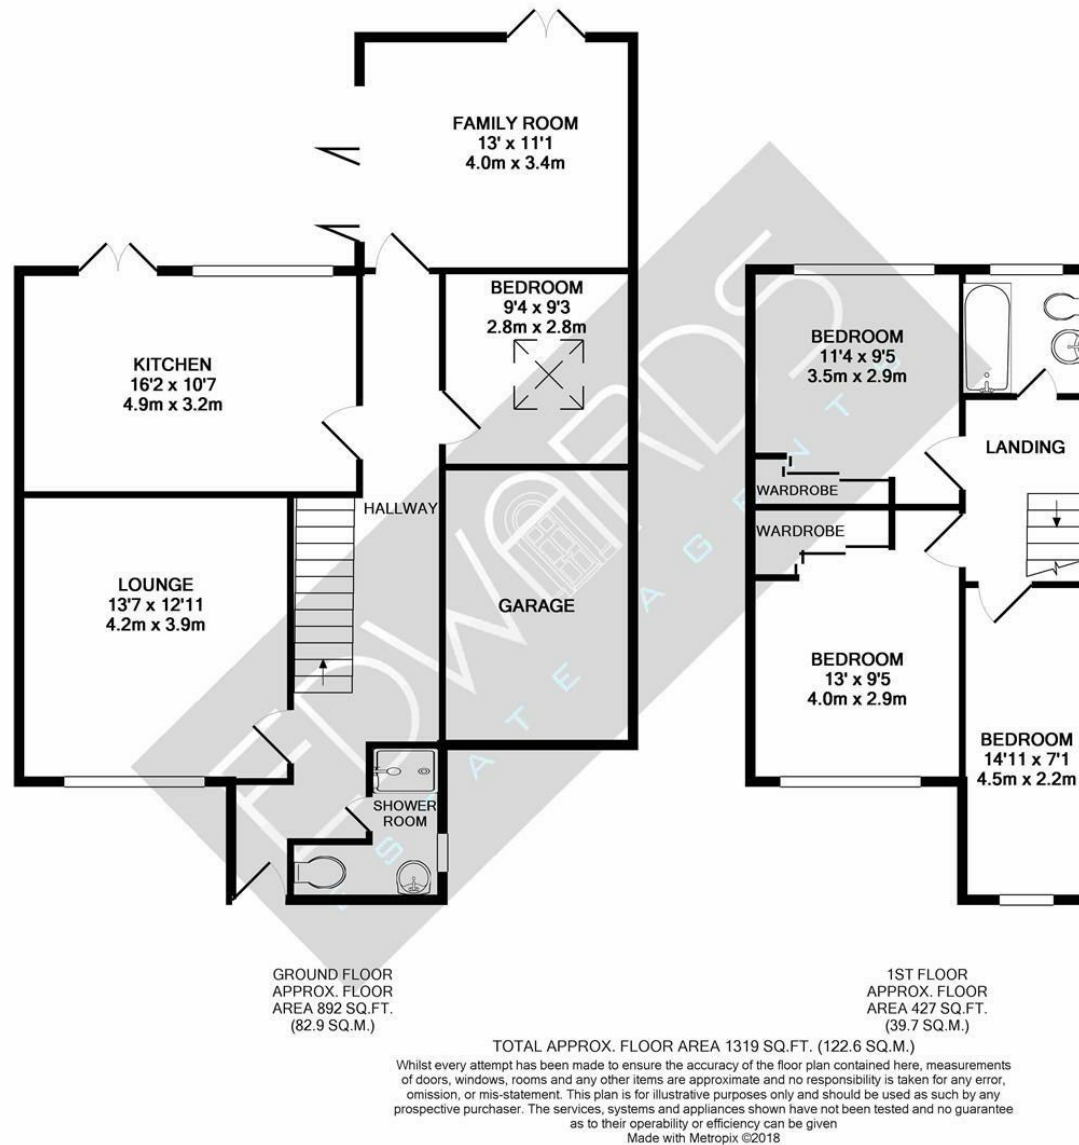 FAMILY ROOM
13' x 11'1
4.0m x 3.4m
BEDROOM
9'4 x 9'3
2.8m x 2.8m
KITCHEN
16'2 x 10'7
4.9m x 3.2m
HALLWAY
LOUNGE
13'7 x 12'11
4.2m x 3.9m
GARAGE
SHOWER
ROOM
BEDROOM
11'4 x 9'5
3.5m x 2.9m
LANDING
WARDROBE
WARDROBE
BEDROOM
13' x 9'5
4.0m x 2.9m
BEDROOM
14'11 x 7'1
4.5m x 2.2m
EDWARDS
ESTATE AGENTS
GROUND FLOOR
APPROX. FLOOR
AREA 892 SQ.FT.
(82.9 SQ.M.)
1ST FLOOR
APPROX. FLOOR
AREA 427 SQ.FT.
(39.7 SQ.M.)
TOTAL APPROX. FLOOR AREA 1319 SQ.FT. (122.6 SQ.M.)
Whilst every attempt has been made to ensure the accuracy of the floor plan contained here, measurements
of doors, windows, rooms and any other items are approximate and no responsibility is taken for any error,
omission, or mis-statement. This plan is for illustrative purposes only and should be used as such by any
prospective purchaser. The services, systems and appliances shown have not been tested and no guarantee
as to their operability or efficiency can be given
Made with Metropix ©2018